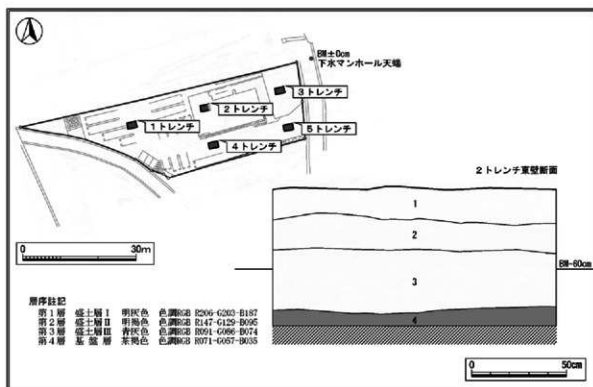 BM±0cm
下水マンホール天端
3トレンチ
2トレンチ
1トレンチ
5トレンチ
4トレンチ
2トレンチ東壁断面
1
2
BM-60cm
3
4
0 30m
層序註記
第1層 盛土層Ⅰ 明灰色 色調RGB R206-G203-B187
第2層 盛土層Ⅱ 明褐色 色調RGB R147-G129-B095
第3層 盛土層Ⅲ 青灰色 色調RGB R091-G086-B074
第4層 基盤層 茶褐色 色調RGB R071-G057-B035
0 50cm